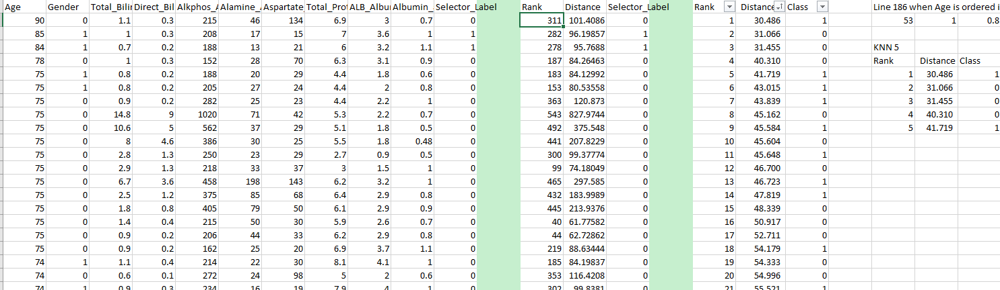 Age Gender Total_Bili Direct_Bil Alkphos_A Alamine_A Aspartate_ Total_Prot ALB_Albu Albumin_ Selector_Label Rank Distance Selector_Label Rank Distance Class Line 186 when Age is ordered i
90 0 1.1 0.3 215 46 134 6.9 3 0.7 0 311 101.4086 0 1 30.486 1 53 1 0.8
85 1 1 0.3 208 17 15 7 3.6 1 1 282 96.19857 1 2 31.066 0
84 1 0.7 0.2 188 13 21 6 3.2 1.1 1 278 95.7688 1 3 31.455 0 KNN 5
78 0 1 0.3 152 28 70 6.3 3.1 0.9 0 187 84.26463 0 4 40.310 0 Rank Distance Class
75 1 0.8 0.2 188 20 29 4.4 1.8 0.6 0 183 84.12992 0 5 41.719 1 1 30.486 1
75 1 0.8 0.2 205 27 24 4.4 2 0.8 0 153 80.53558 0 6 43.015 1 2 31.066 0
75 0 0.9 0.2 282 25 23 4.4 2.2 1 0 363 120.873 0 7 43.839 1 3 31.455 0
75 0 14.8 9 1020 71 42 5.3 2.2 0.7 0 543 827.9744 0 8 45.162 0 4 40.310 0
75 0 10.6 5 562 37 29 5.1 1.8 0.5 0 492 375.548 0 9 45.584 1 5 41.719 1
75 0 8 4.6 386 30 25 5.5 1.8 0.48 0 441 207.8229 0 10 45.604 0
75 0 2.8 1.3 250 23 29 2.7 0.9 0.5 0 300 99.37774 0 11 45.648 1
75 0 2.9 1.3 218 33 37 3 1.5 1 0 99 74.18049 0 12 46.700 0
75 0 6.7 3.6 458 198 143 6.2 3.2 1 0 465 297.585 0 13 46.723 1
75 0 2.5 1.2 375 85 68 6.4 2.9 0.8 0 432 183.9989 0 14 47.819 1
75 0 1.8 0.8 405 79 50 6.1 2.9 0.9 0 445 213.9376 0 15 48.339 0
75 0 1.4 0.4 215 50 30 5.9 2.6 0.7 0 40 61.77582 0 16 50.917 0
75 0 0.9 0.2 206 44 33 6.2 2.9 0.8 0 44 62.72862 0 17 52.711 0
75 0 0.9 0.2 162 25 20 6.9 3.7 1.1 0 219 88.63444 0 18 54.179 1
74 1 1.1 0.4 214 22 30 8.1 4.1 1 0 185 84.19837 0 19 54.333 0
74 0 0.6 0.1 272 24 98 5 2 0.6 0 353 116.4208 0 20 54.996 0
74 1 0.9 0.3 234 16 19 7.9 4 1 0 302 99.8381 0 21 55.521 1